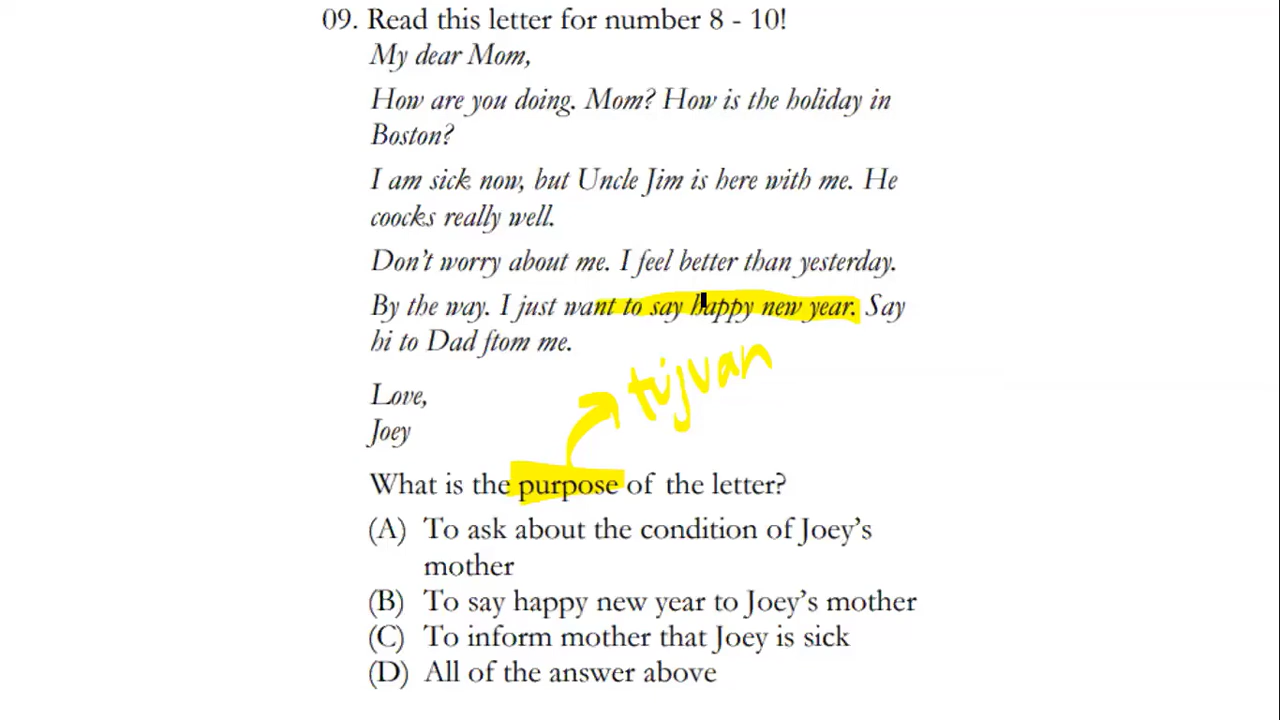 09. Read this letter for number 8 - 10!
My dear Mom,
How are you doing. Mom? How is the holiday in
Boston?
I am sick now, but Uncle Jim is here with me. He
coocks really well.
Don't worry about me. I feel better than yesterday.
By the way. I just want to say happy new year. Say
hi to Dad ftom me.
tujuan
Love,
Joey
What is the purpose of the letter?
(A) To ask about the condition of Joey's
mother
(B) To say happy new year to Joey's mother
(C) To inform mother that Joey is sick
(D) All of the answer above